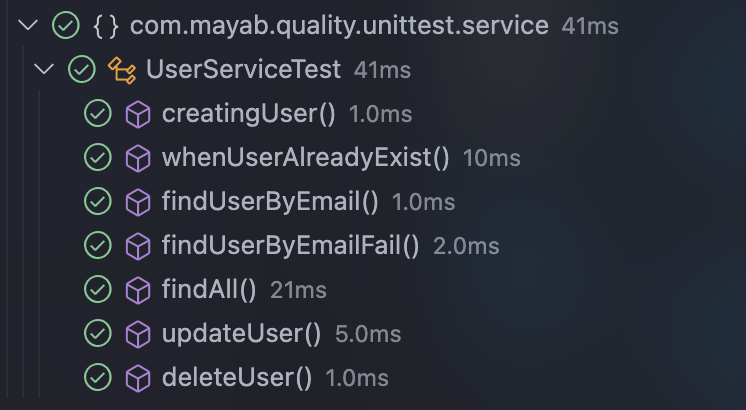 {} com.mayab.quality.unittest.service 41ms
UserServiceTest 41ms
creatingUser() 1.0ms
whenUserAlreadyExist() 10ms
findUserByEmail() 1.0ms
findUserByEmailFail() 2.0ms
findAll() 21ms
updateUser() 5.0ms
deleteUser() 1.0ms